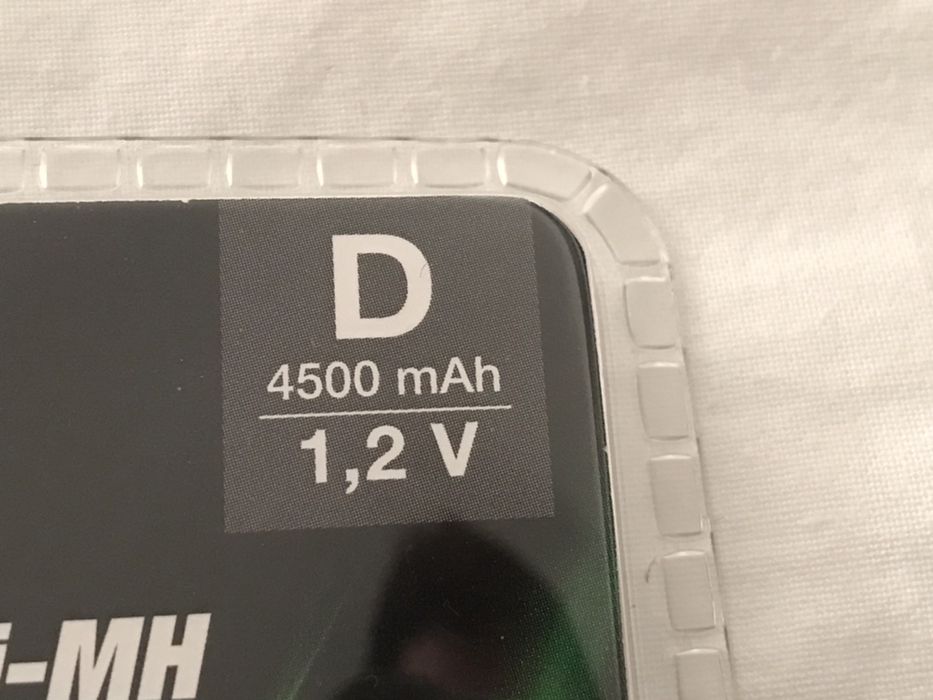 D
4500 mAh
1,2 V
i-MH